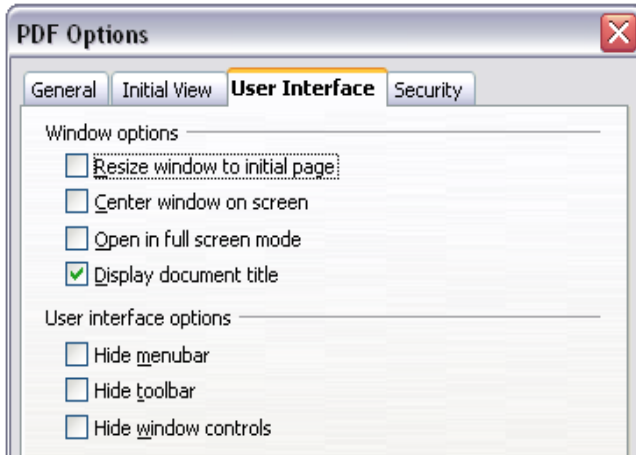 PDF Options
General Initial View User Interface Security
Window options
Resize window to initial page
Center window on screen
Open in full screen mode
Display document title
User interface options
Hide menubar
Hide toolbar
Hide window controls